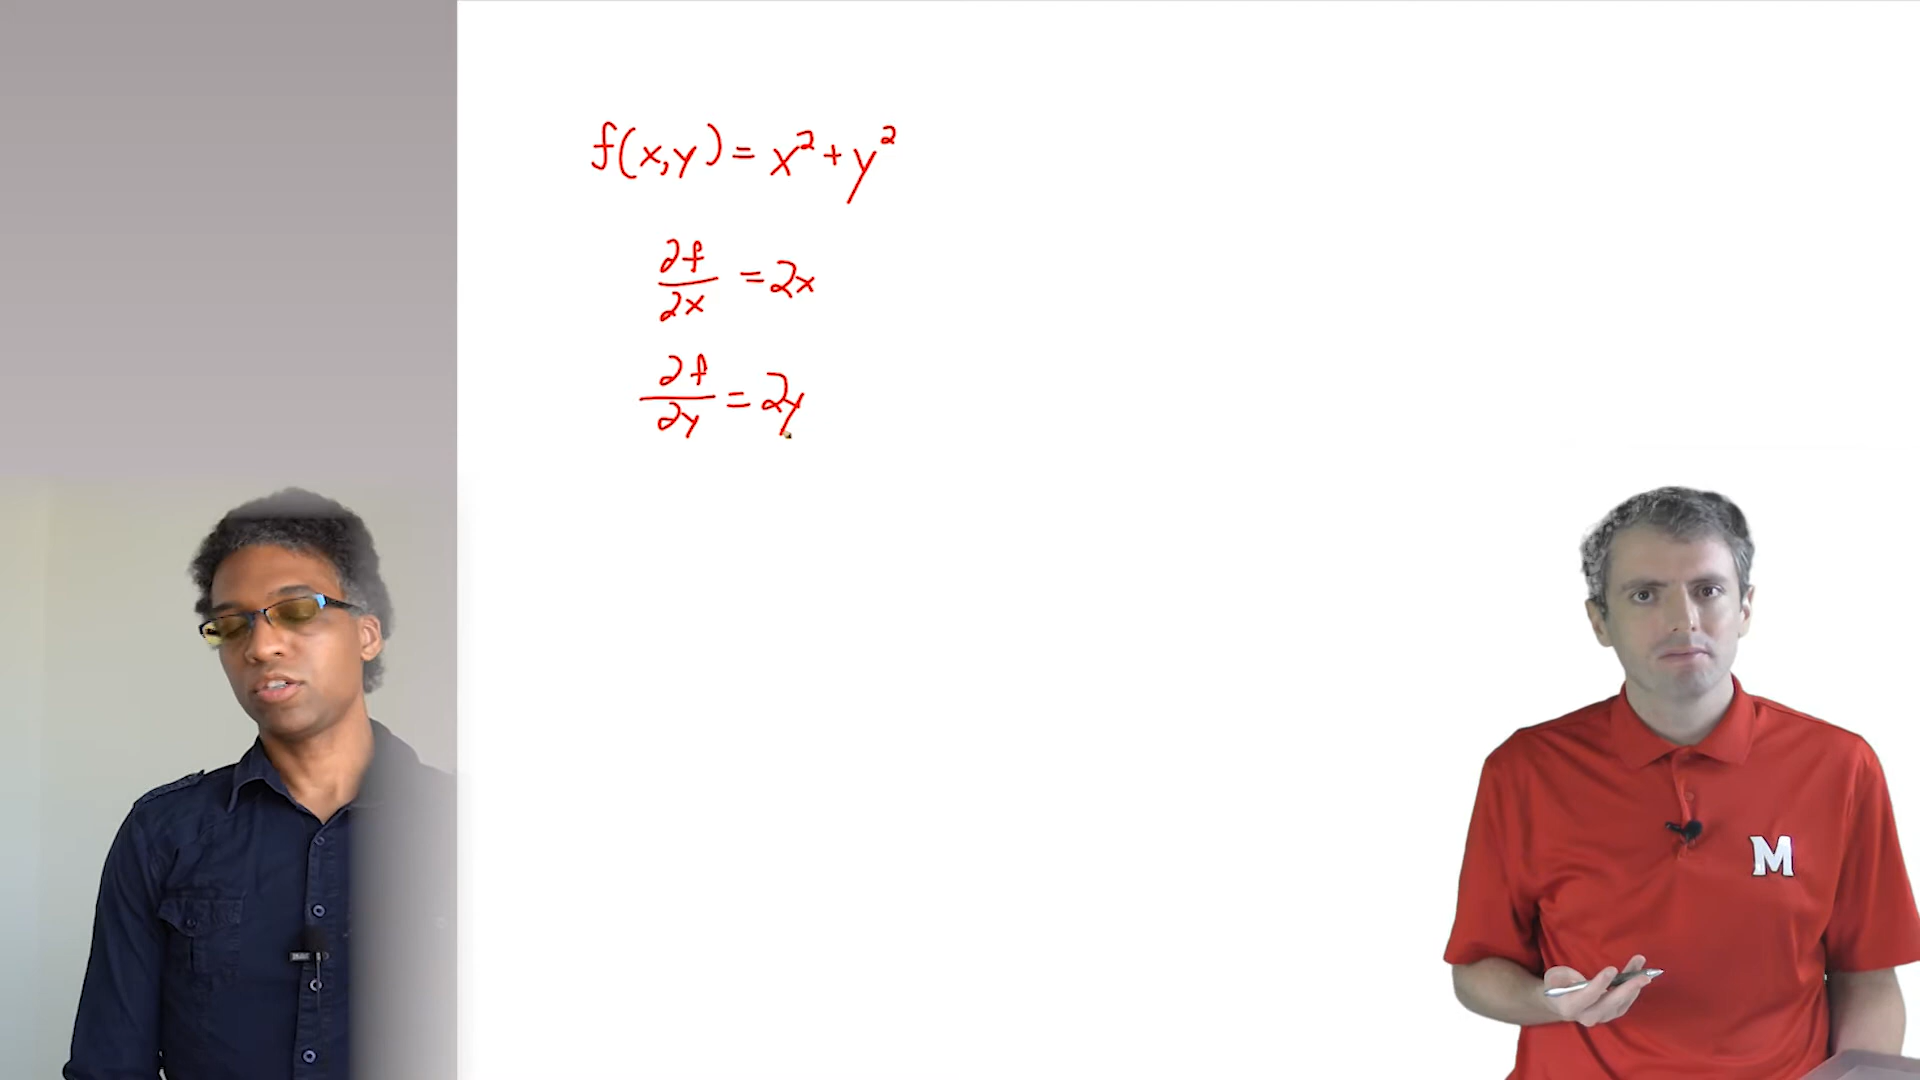 f(x,y) = x² + y²
∂f/∂x = 2x
∂f/∂y = 2y
M